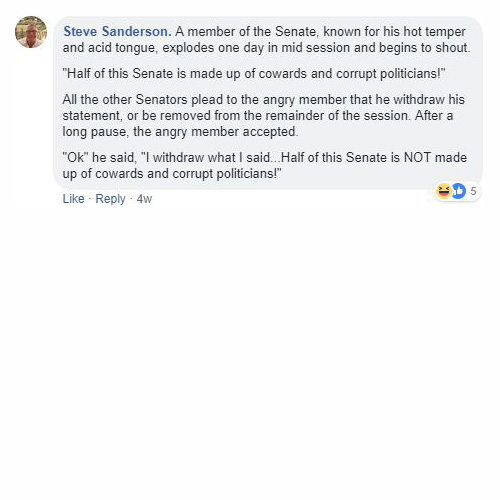 Steve Sanderson. A member of the Senate, known for his hot temper
and acid tongue, explodes one day in mid session and begins to shout.
"Half of this Senate is made up of cowards and corrupt politicians!"
All the other Senators plead to the angry member that he withdraw his
statement, or be removed from the remainder of the session. After a
long pause, the angry member accepted.
"Ok" he said, "I withdraw what I said...Half of this Senate is NOT made
up of cowards and corrupt politicians!"
Like · Reply · 4w
5